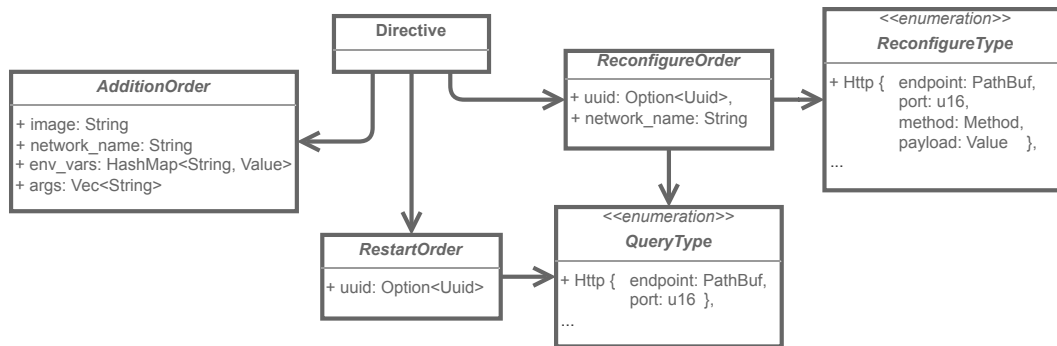 Directive
AdditionOrder
+ image: String
+ network_name: String
+ env_vars: HashMap<String, Value>
+ args: Vec<String>
ReconfigureOrder
+ uuid: Option<Uuid>,
+ network_name: String
<<enumeration>>
ReconfigureType
+ Http { endpoint: PathBuf,
port: u16,
method: Method,
payload: Value },
...
RestartOrder
+ uuid: Option<Uuid>
<<enumeration>>
QueryType
+ Http { endpoint: PathBuf,
port: u16 },
...